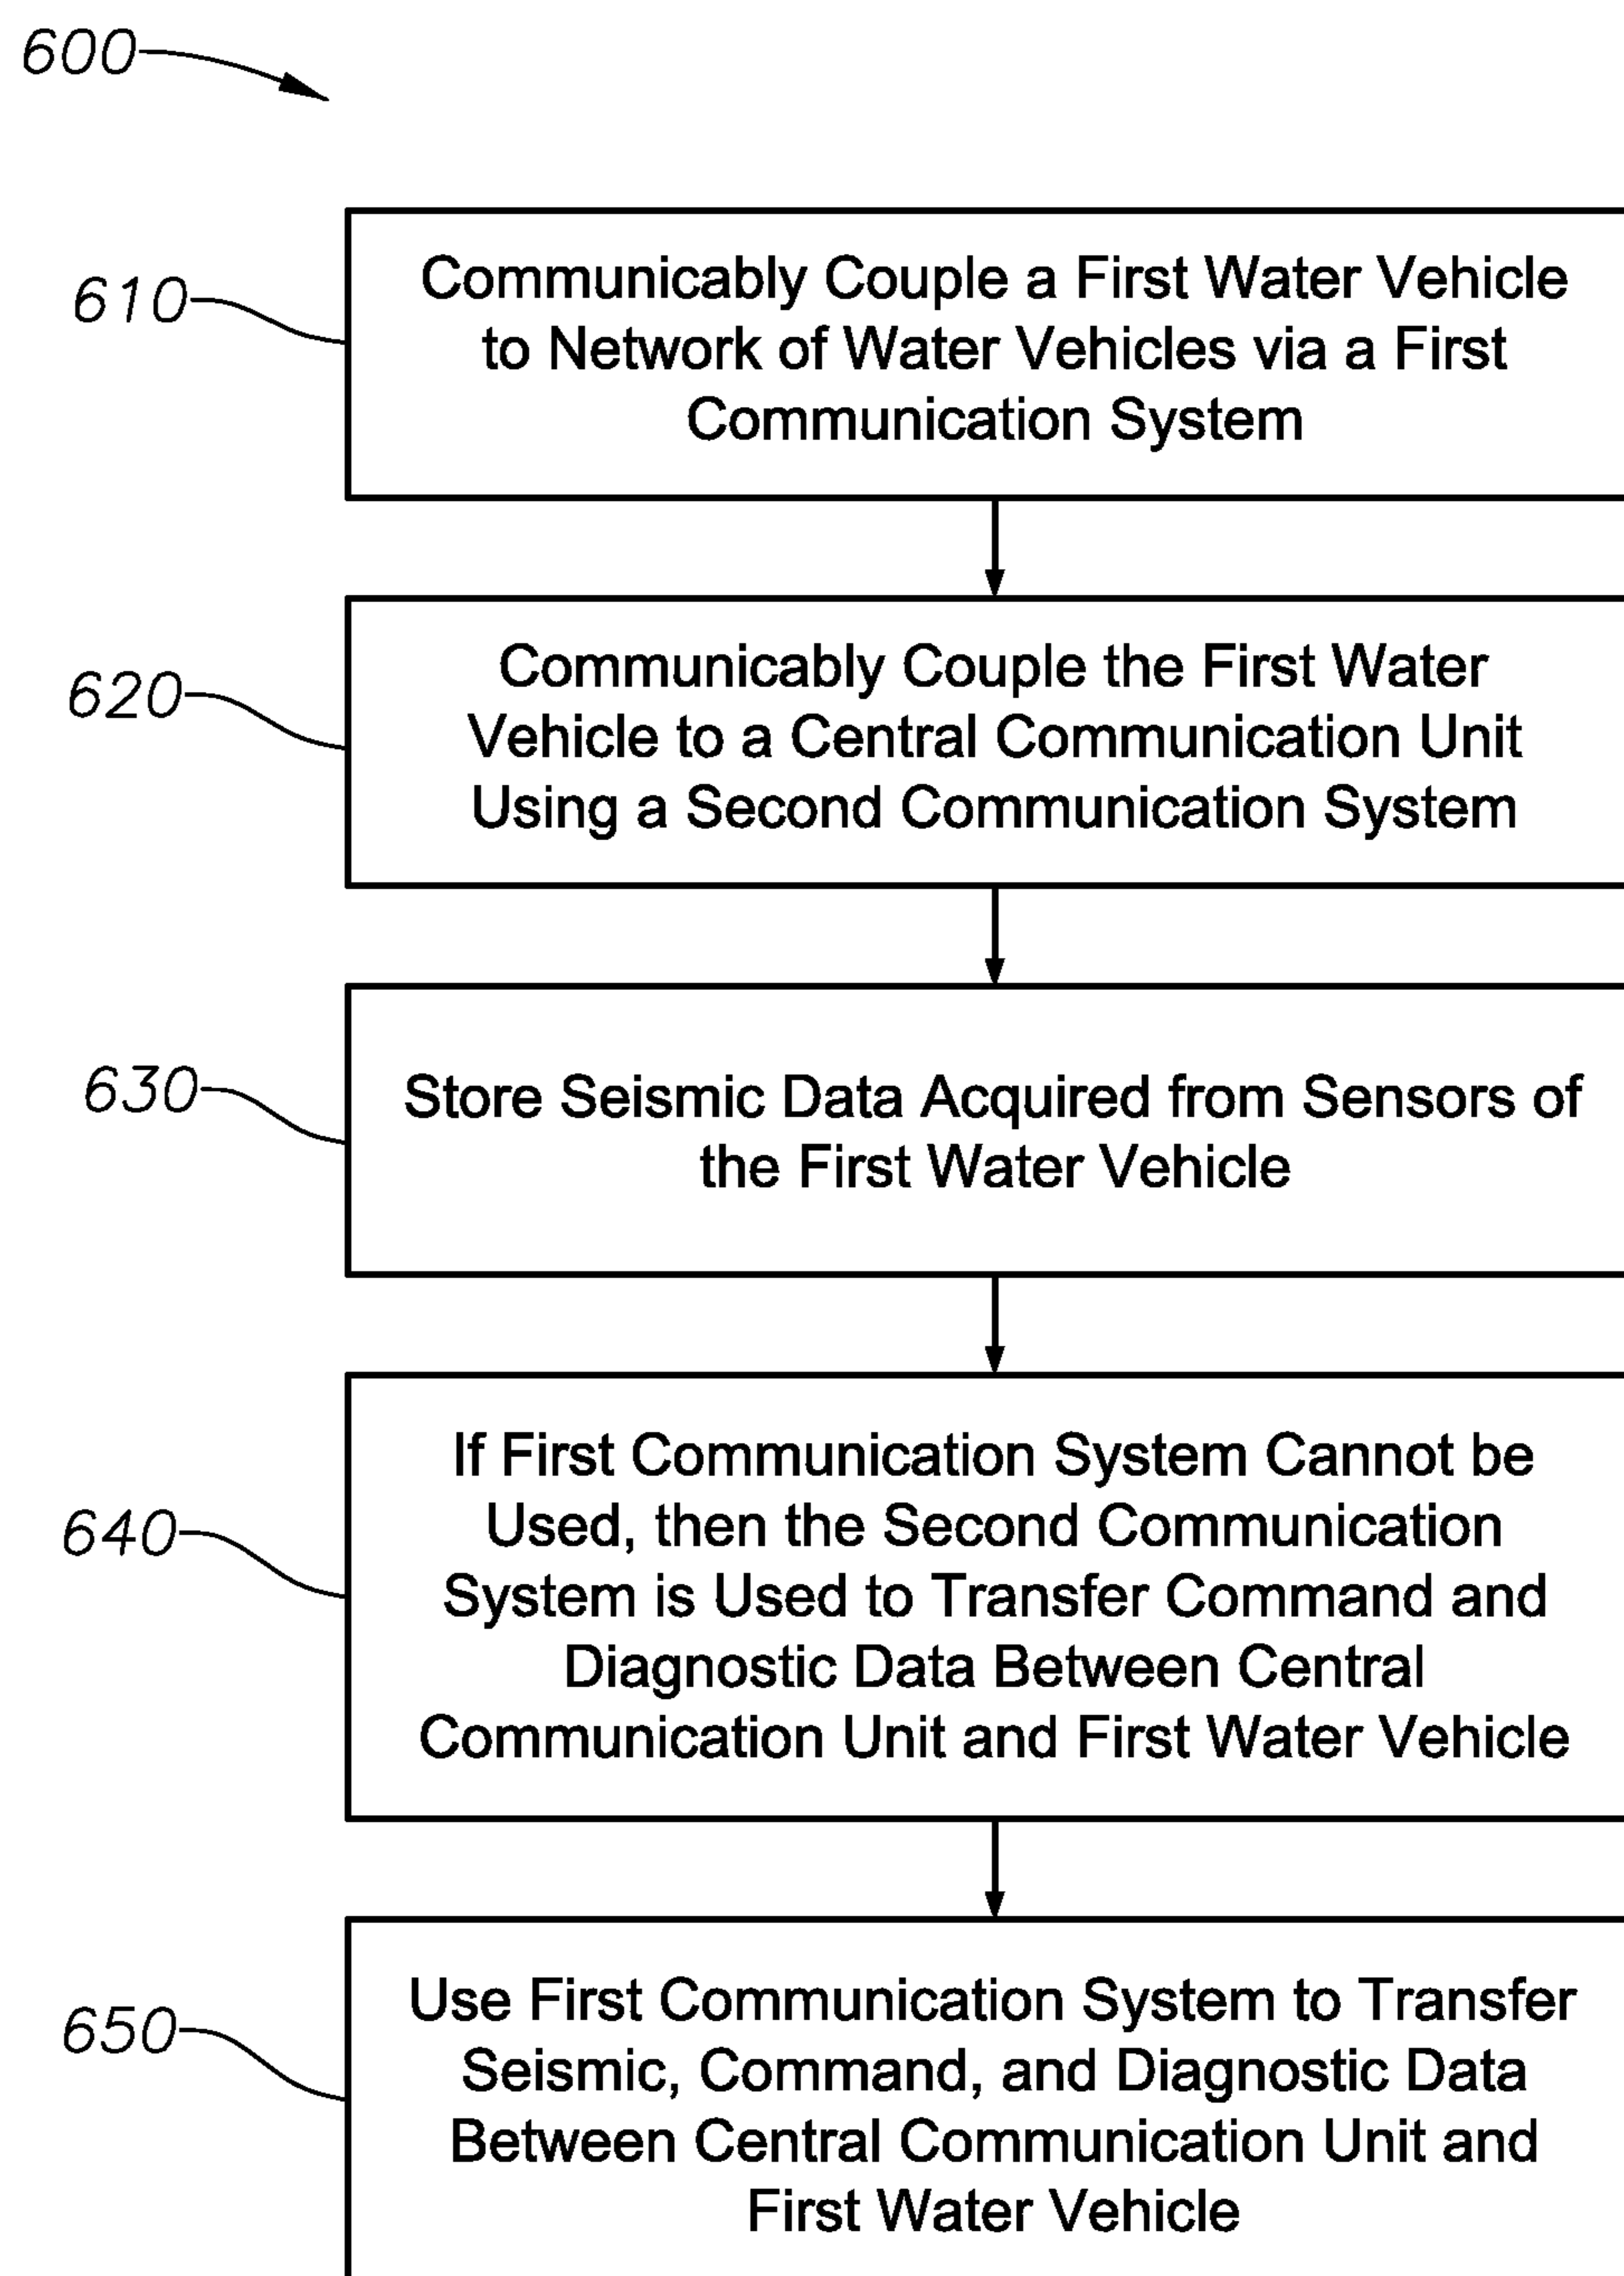 600
610
Communicably Couple a First Water Vehicle
to Network of Water Vehicles via a First
Communication System
620
Communicably Couple the First Water
Vehicle to a Central Communication Unit
Using a Second Communication System
630
Store Seismic Data Acquired from Sensors of
the First Water Vehicle
640
If First Communication System Cannot be
Used, then the Second Communication
System is Used to Transfer Command and
Diagnostic Data Between Central
Communication Unit and First Water Vehicle
650
Use First Communication System to Transfer
Seismic, Command, and Diagnostic Data
Between Central Communication Unit and
First Water Vehicle